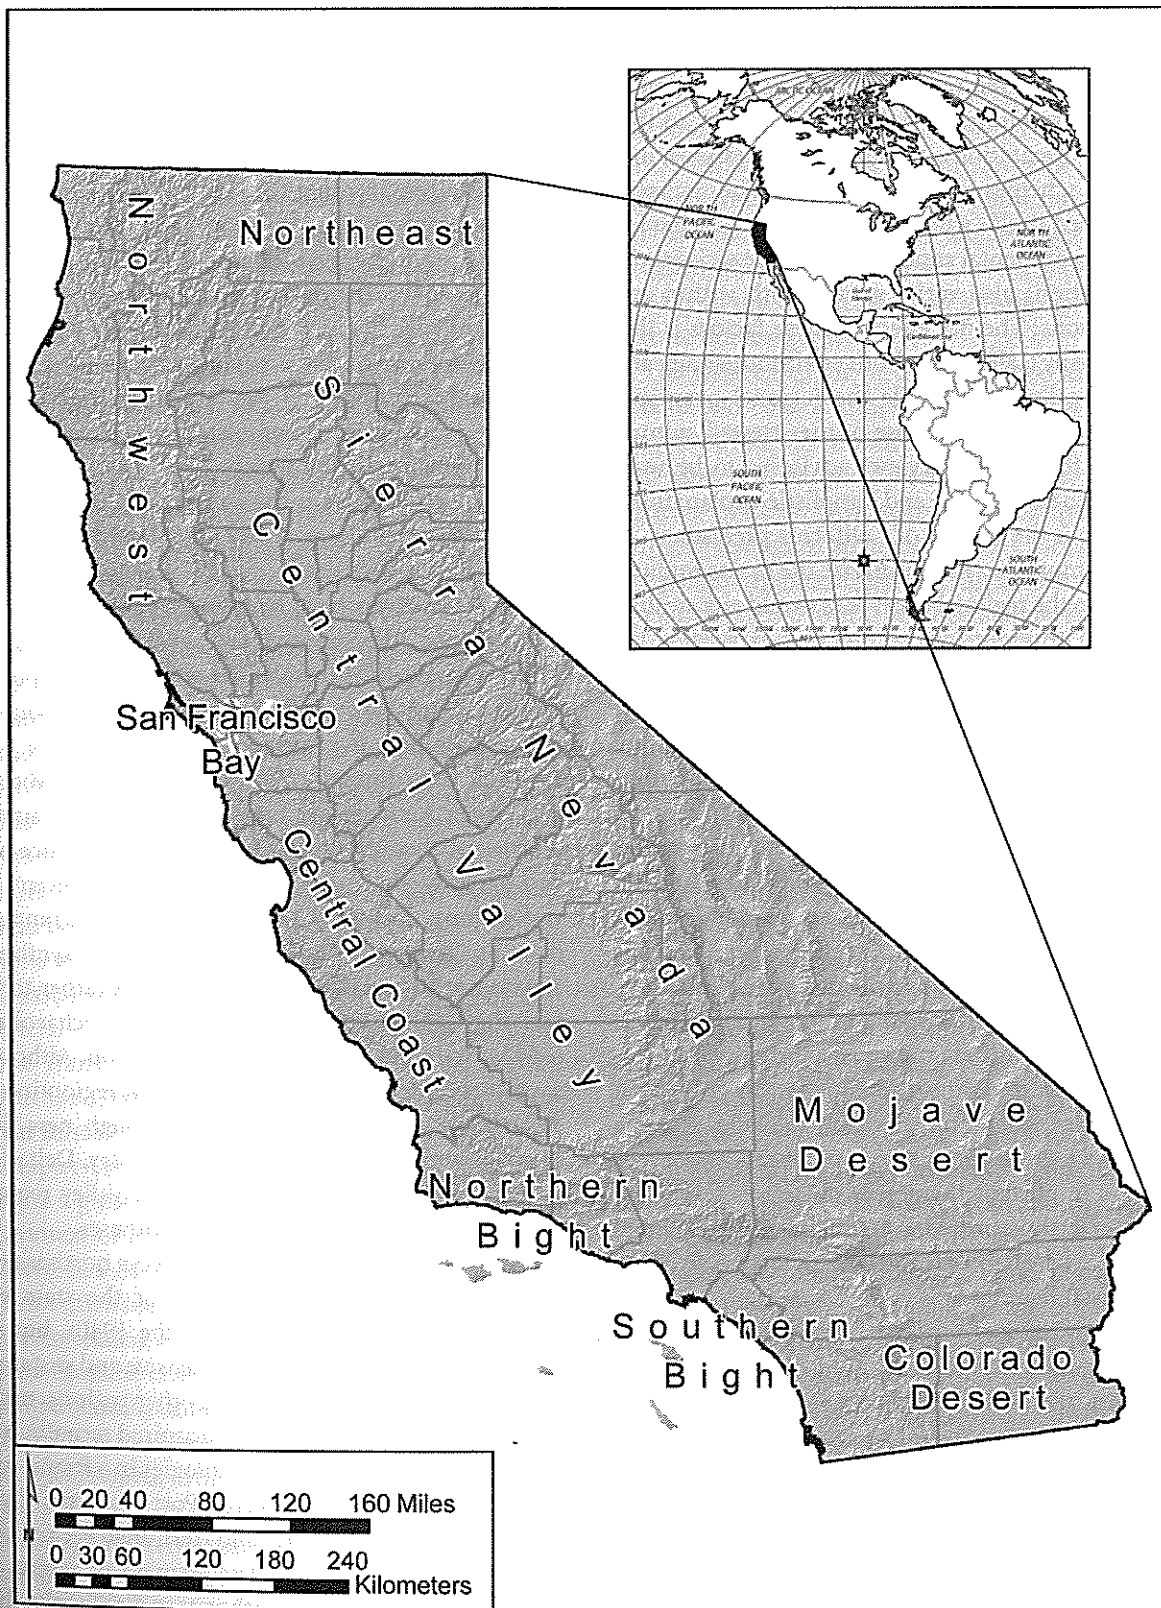 ARCTIC OCEAN
NORTH
PACIFIC
OCEAN
NORTH
ATLANTIC
OCEAN
SOUTH
PACIFIC
OCEAN
SOUTH
ATLANTIC
OCEAN
Northwest
Northeast
Sierra Nevada
Central Valley
San Francisco
Bay
Central Coast
Mojave
Desert
Northern
Bight
Southern
Bight
Colorado
Desert
0 20 40 80 120 160 Miles
N
0 30 60 120 180 240
Kilometers